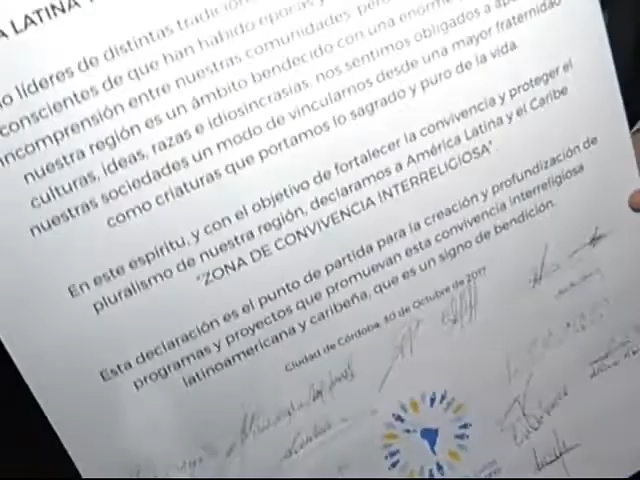 A LATINA
líderes de distintas
conscientes de que han habido épocas
incomprensión entre nuestras comunidades, pero
nuestra región es un ámbito bendecido con una
culturas, ideas, razas e idiosincrasias, nos sentimos obligados a
nuestras sociedades un modo de vincularnos desde una mayor fraternidad
como criaturas que portamos lo sagrado y puro de la vida.
En este espíritu, y con el objetivo de fortalecer la convivencia y proteger el
pluralismo de nuestra región, declaramos a América Latina y el Caribe
"ZONA DE CONVIVENCIA INTERRELIGIOSA".
Esta declaración es el punto de partida para la creación y profundización de
programas y proyectos que promuevan esta convivencia interreligiosa
latinoamericana y caribeña, que es un signo de bendición.
Ciudad de Córdoba, 30 de Octubre de 2017